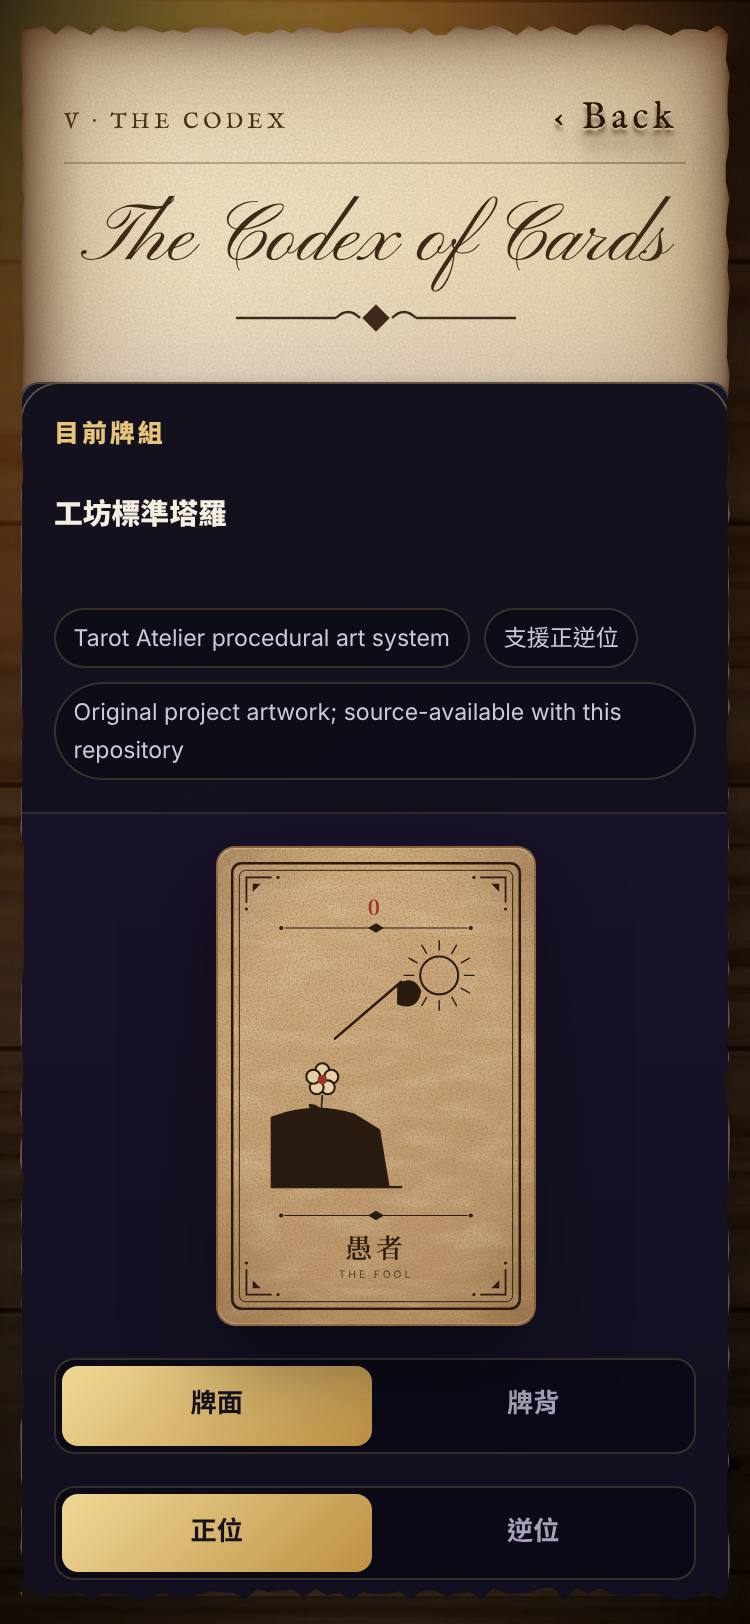 V · THE CODEX
‹ Back
The Codex of Cards
目前牌組
工坊標準塔羅
Tarot Atelier procedural art system
支援正逆位
Original project artwork; source-available with this
repository
0
愚者
THE FOOL
牌面
牌背
正位
逆位